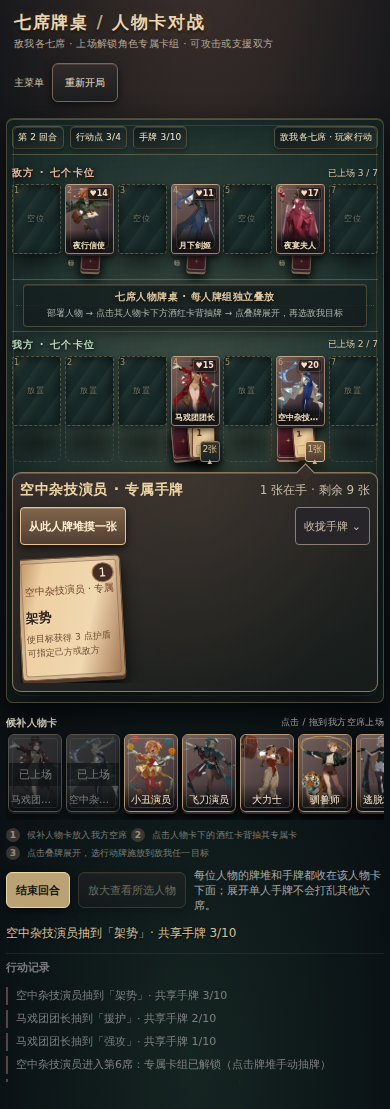 七席牌桌 / 人物卡对战
敌我各七席 · 上场解锁角色专属卡组 · 可攻击或支援双方
主菜单
重新开局
第 2 回合
行动点 3/4
手牌 3/10
敌我各七席 · 玩家行动
敌方 · 七个卡位
已上场 3 / 7
1
空位
2
♥14
夜行信使
3
空位
4
♥11
月下剑姬
5
空位
6
♥17
夜宴夫人
7
空位
七席人物牌桌 · 每人牌组独立叠放
部署人物 → 点击其人物卡下方酒红卡背抽牌 → 点叠牌展开，再选敌我目标
我方 · 七个卡位
已上场 2 / 7
1
放置
2
放置
3
放置
♥15
马戏团团长
5
放置
6
♥20
空中杂技…
7
放置
1
2张
1
1张
空中杂技演员 · 专属手牌
1 张在手 · 剩余 9 张
从此人牌堆摸一张
收拢手牌 ⌄
1
空中杂技演员 · 专属
架势
使目标获得 3 点护盾
可指定己方或敌方
候补人物卡
点击 / 拖到我方空席上场
已上场
马戏团…
已上场
空中杂…
小丑演员
飞刀演员
大力士
驯兽师
逃脱
1 候补人物卡放入我方空席 2 点击人物卡下的酒红卡背抽其专属卡
3 点击叠牌展开，选行动牌施放到敌我任一目标
结束回合
放大查看所选人物
每位人物的牌堆和手牌都收在该人物卡
下面；展开单人手牌不会打乱其他六
席。
空中杂技演员抽到「架势」· 共享手牌 3/10
行动记录
空中杂技演员抽到「架势」· 共享手牌 3/10
马戏团团长抽到「援护」· 共享手牌 2/10
马戏团团长抽到「强攻」· 共享手牌 1/10
空中杂技演员进入第6席：专属卡组已解锁（点击牌堆手动抽牌）